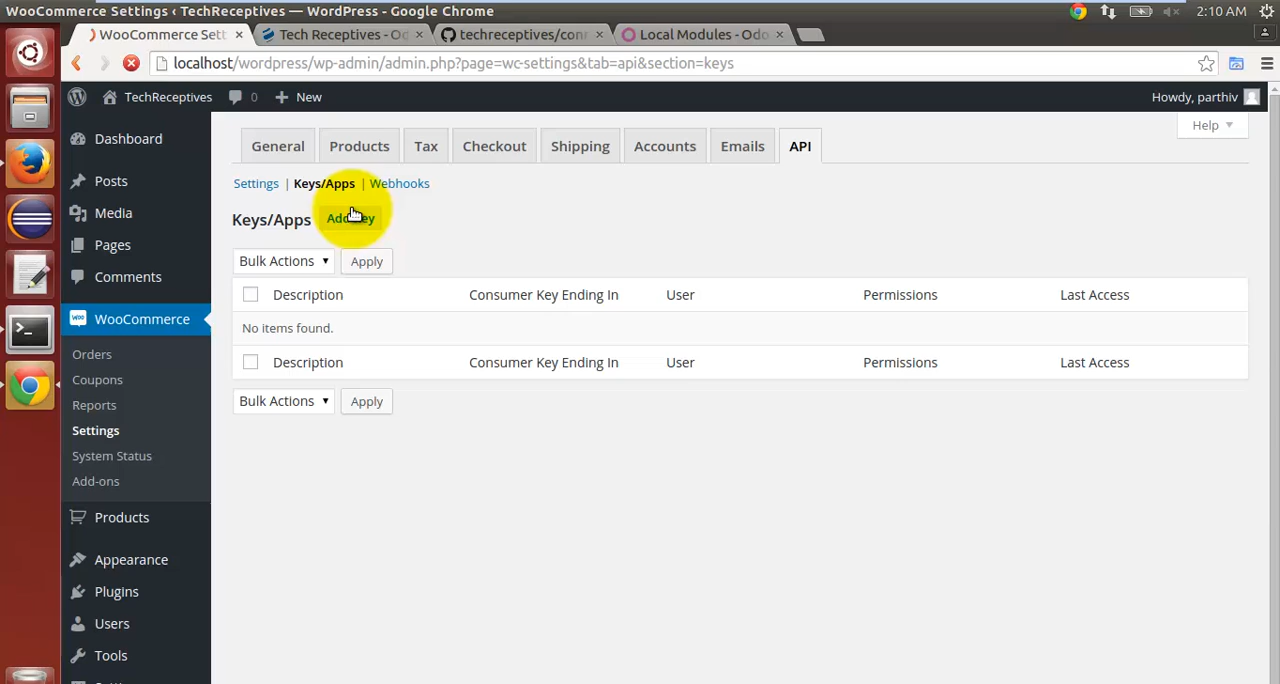 WooCommerce Settings ‹ TechReceptives — WordPress - Google Chrome
2:10 AM
WooCommerce Sett
Tech Receptives - Od
techreceptives/conn
Local Modules - Odo
localhost/wordpress/wp-admin/admin.php?page=wc-settings&tab=api&section=keys
TechReceptives 0 New
Howdy, parthiv
Help
Dashboard
Posts
Media
Pages
Comments
WooCommerce
Orders
Coupons
Reports
Settings
System Status
Add-ons
Products
Appearance
Plugins
Users
Tools
General Products Tax Checkout Shipping Accounts Emails API
Settings | Keys/Apps | Webhooks
Keys/Apps Add Key
Bulk Actions Apply
Description Consumer Key Ending In User Permissions Last Access
No items found.
Description Consumer Key Ending In User Permissions Last Access
Bulk Actions Apply